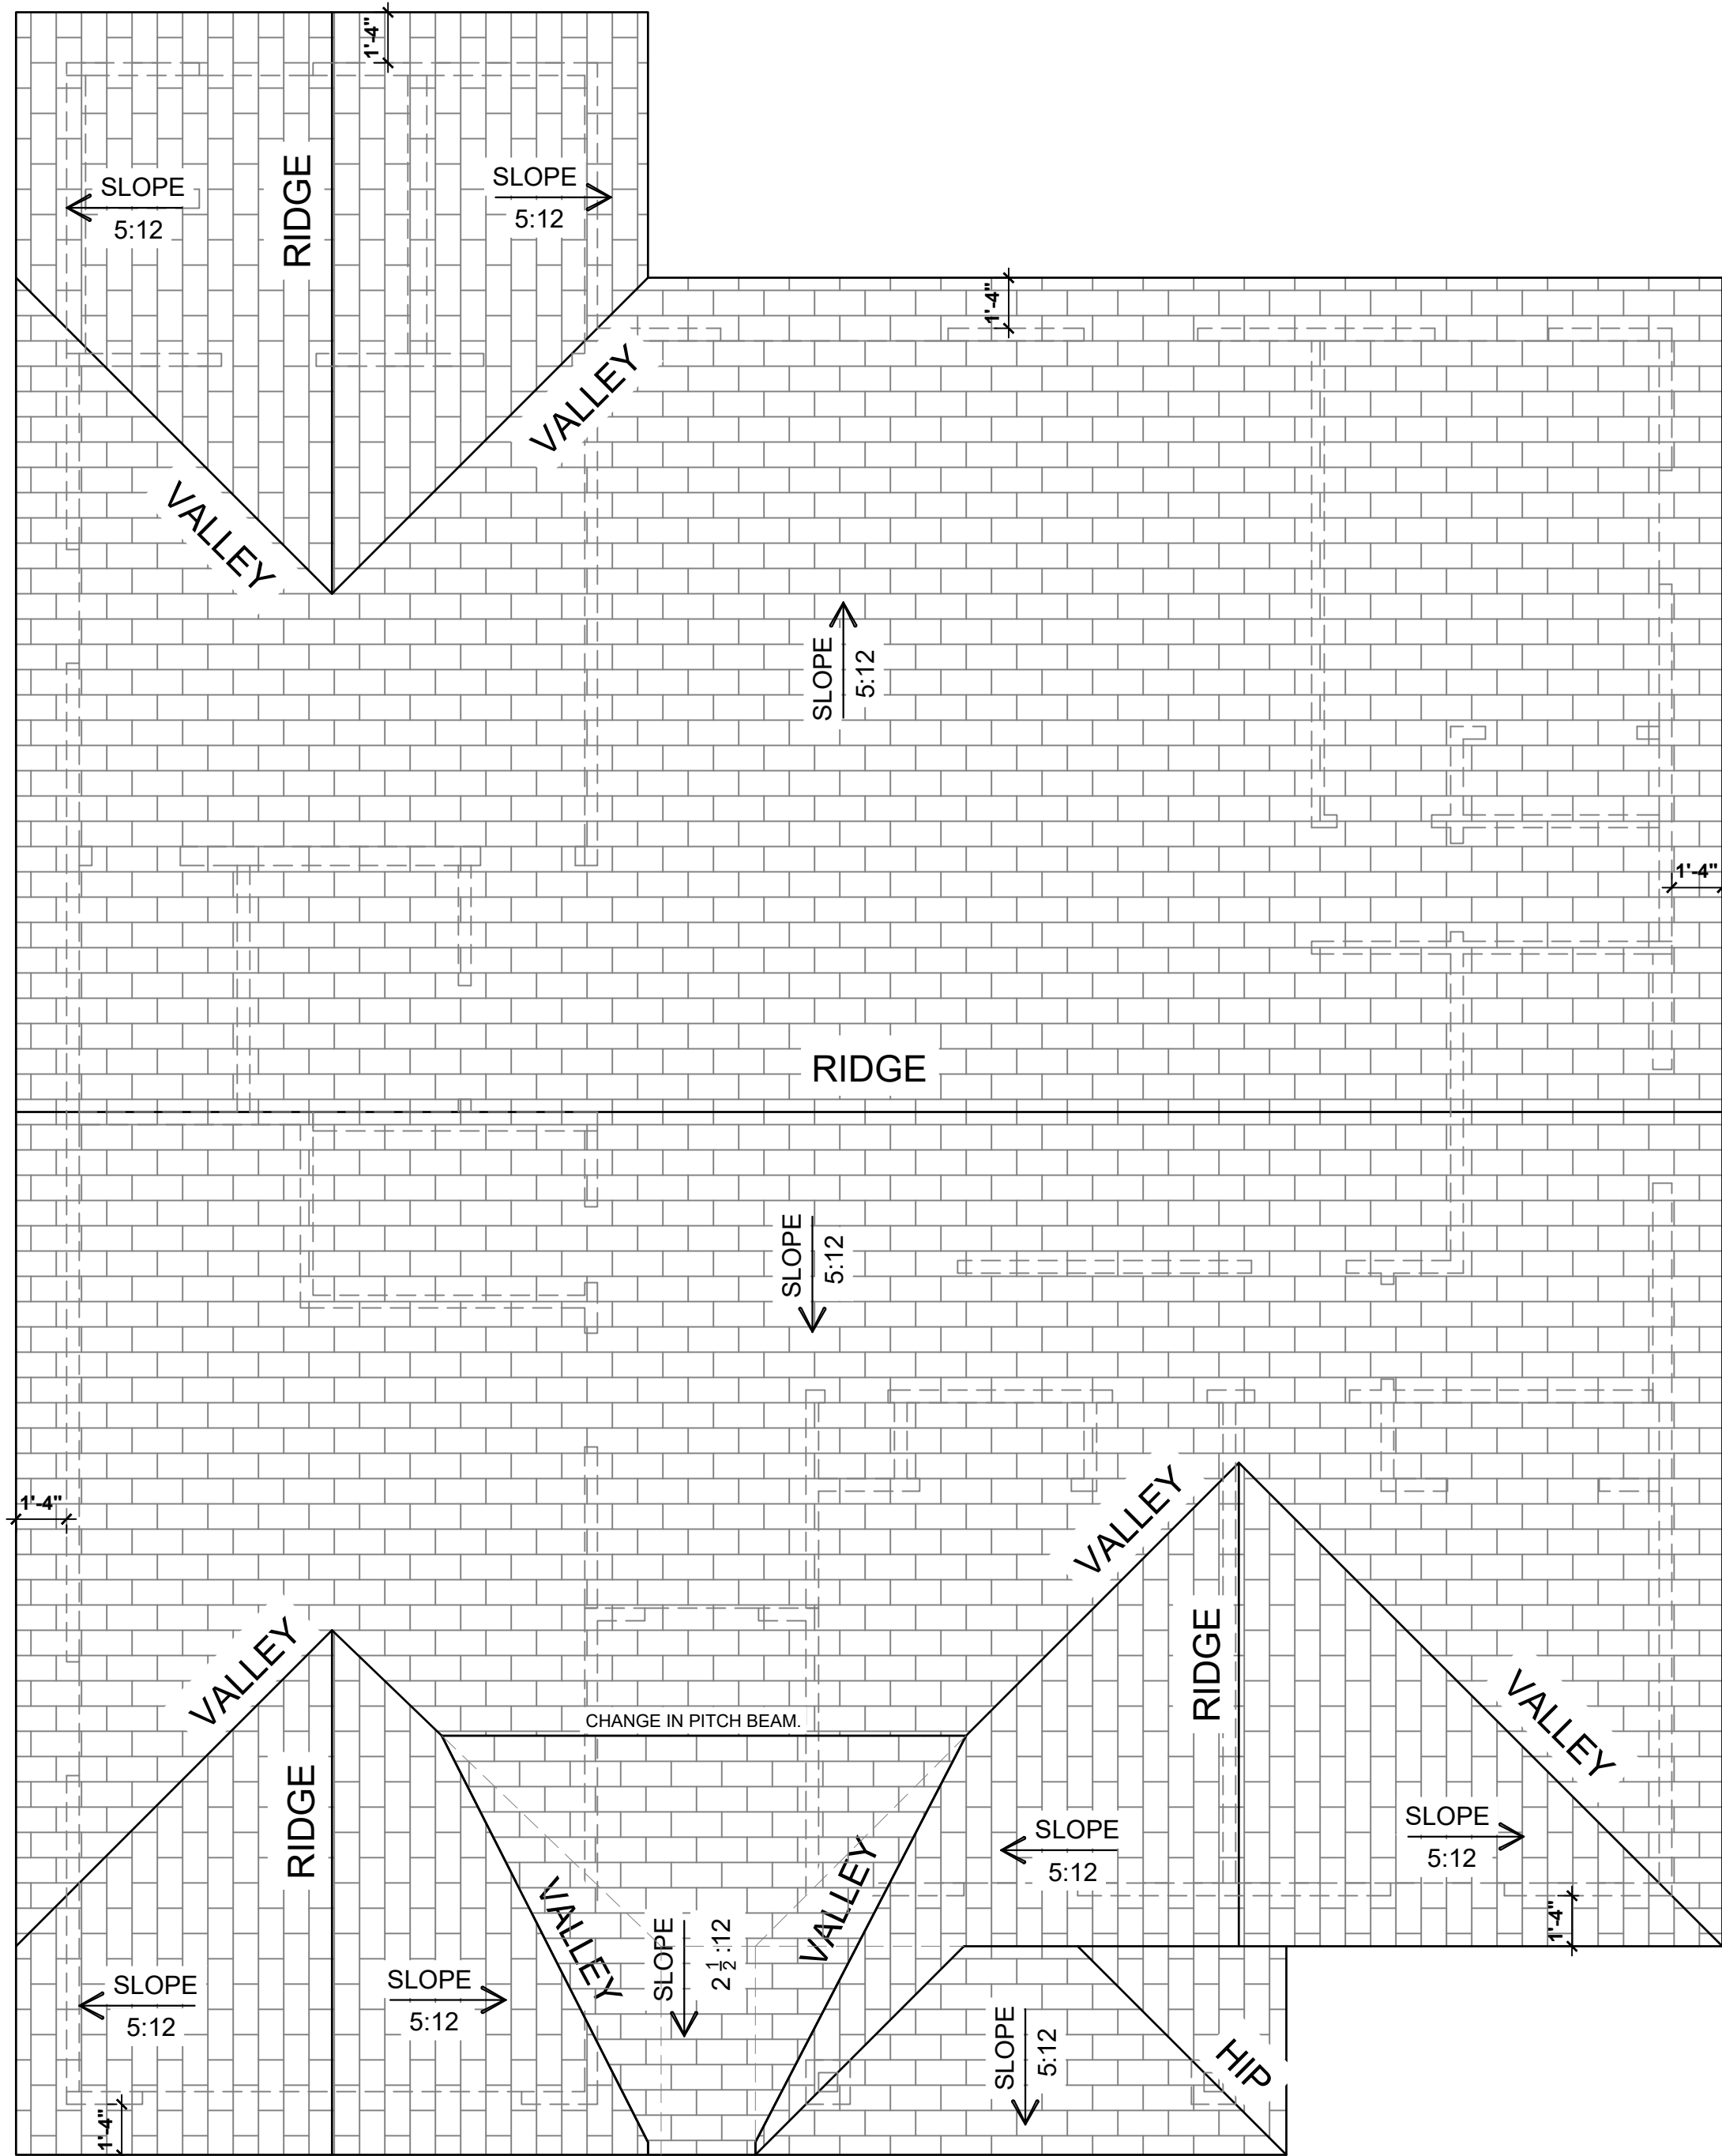 1'-4"
SLOPE
5:12
RIDGE
SLOPE
5:12
1'-4"
VALLEY
VALLEY
SLOPE
5:12
1'-4"
RIDGE
SLOPE
5:12
1'-4"
VALLEY
VALLEY
RIDGE
VALLEY
CHANGE IN PITCH BEAM.
RIDGE
SLOPE
5:12
SLOPE
5:12
VALLEY
VALLEY
1'-4"
SLOPE
2 1/2 :12
SLOPE
5:12
SLOPE
5:12
SLOPE
5:12
HIP
1'-4"